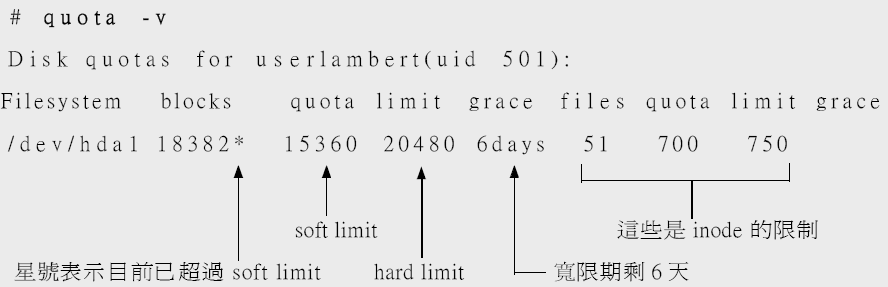 # quota -v
Disk quotas for userlambert(uid 501):
Filesystem blocks quota limit grace files quota limit grace
/dev/hda1 18382* 15360 20480 6days 51 700 750
soft limit
這些是 inode 的限制
星號表示目前已超過 soft limit
hard limit
寬限期剩 6 天